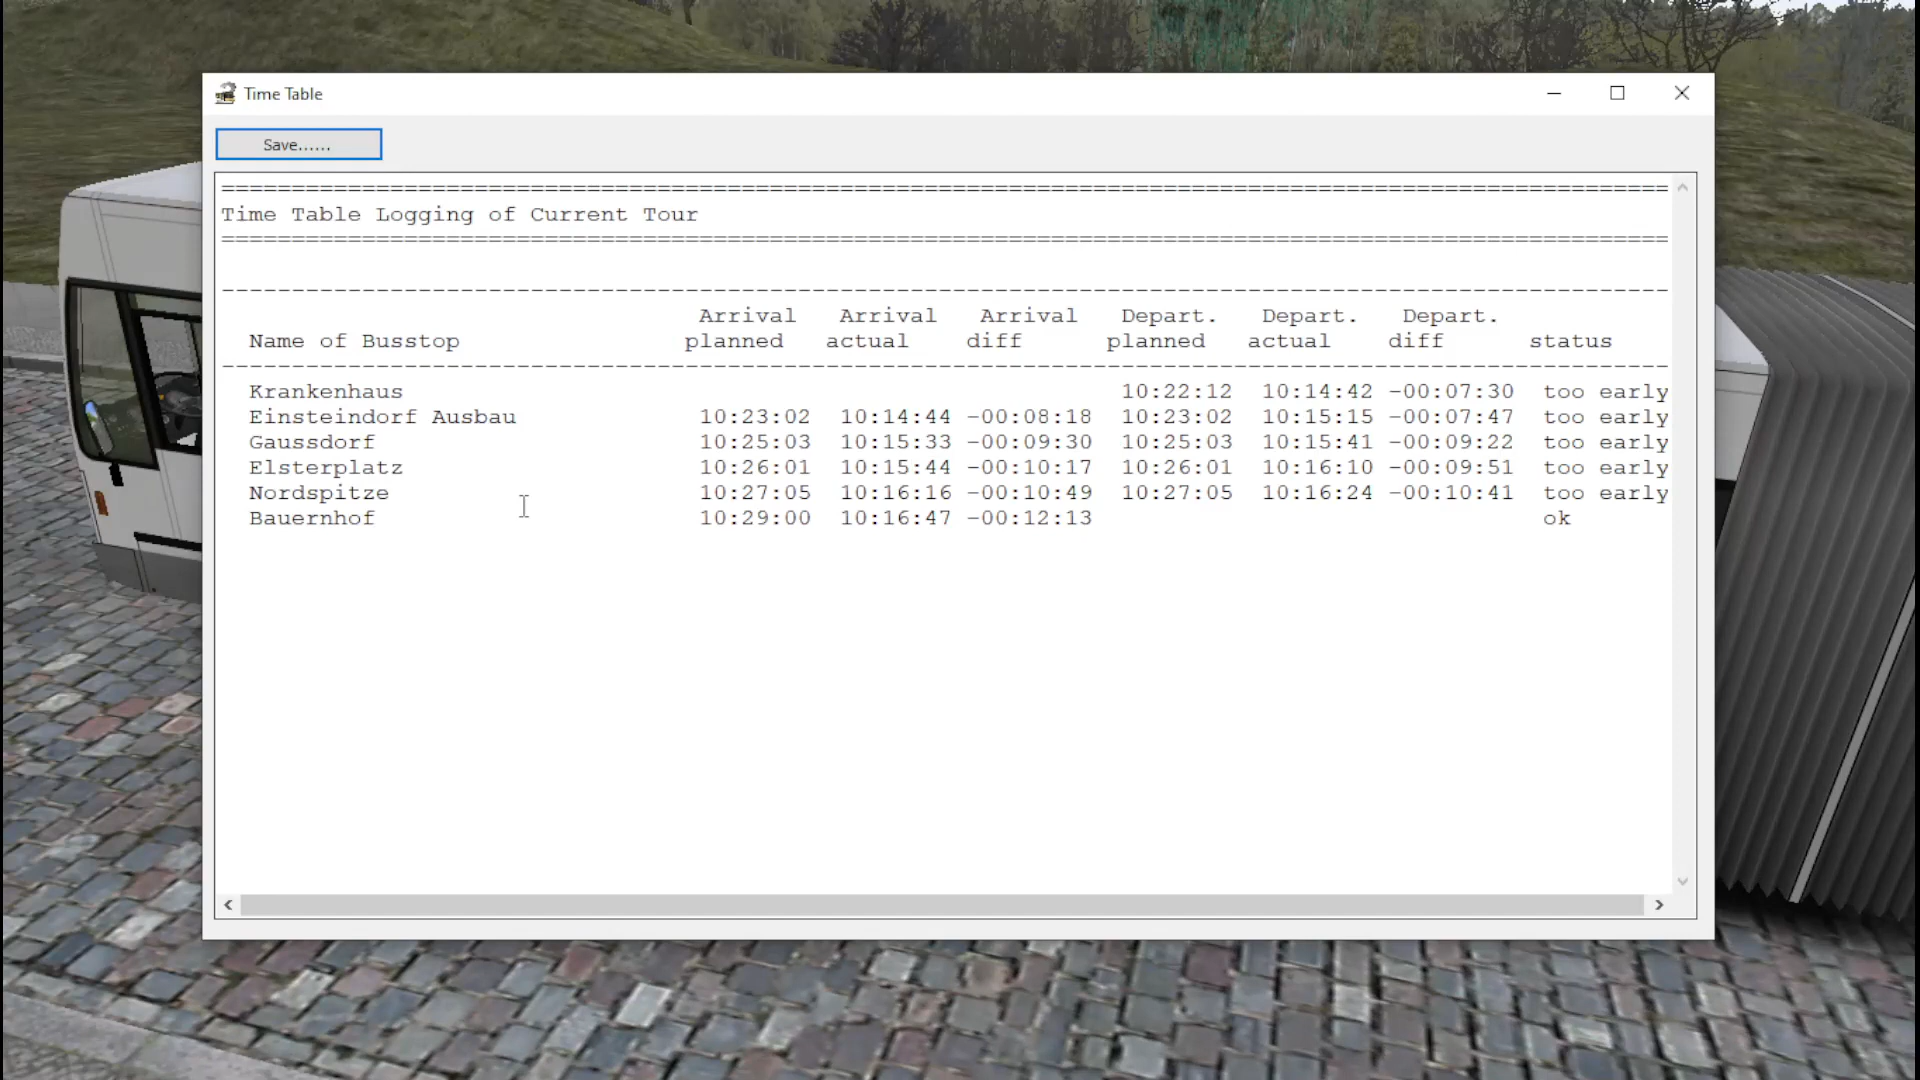 Time Table
Save......
==========================================================================================================
Time Table Logging of Current Tour
==========================================================================================================
----------------------------------------------------------------------------------------------------------
Arrival Arrival Arrival Depart. Depart. Depart.
Name of Busstop planned actual diff planned actual diff status
----------------------------------------------------------------------------------------------------------
Krankenhaus 10:22:12 10:14:42 -00:07:30 too early
Einsteindorf Ausbau 10:23:02 10:14:44 -00:08:18 10:23:02 10:15:15 -00:07:47 too early
Gaussdorf 10:25:03 10:15:33 -00:09:30 10:25:03 10:15:41 -00:09:22 too early
Elsterplatz 10:26:01 10:15:44 -00:10:17 10:26:01 10:16:10 -00:09:51 too early
Nordspitze 10:27:05 10:16:16 -00:10:49 10:27:05 10:16:24 -00:10:41 too early
Bauernhof 10:29:00 10:16:47 -00:12:13 ok